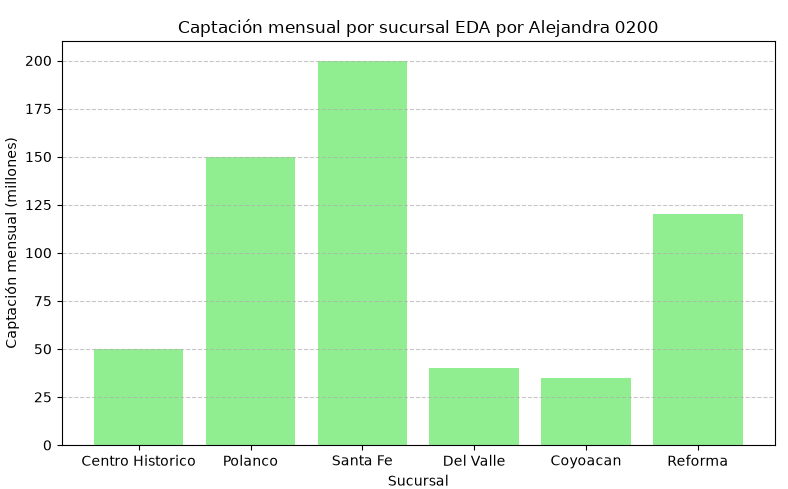 Captación mensual por sucursal EDA por Alejandra 0200
Captación mensual (millones)
200
175
150
125
100
75
50
25
0
Centro Historico Polanco Santa Fe Del Valle Coyoacan Reforma
Sucursal